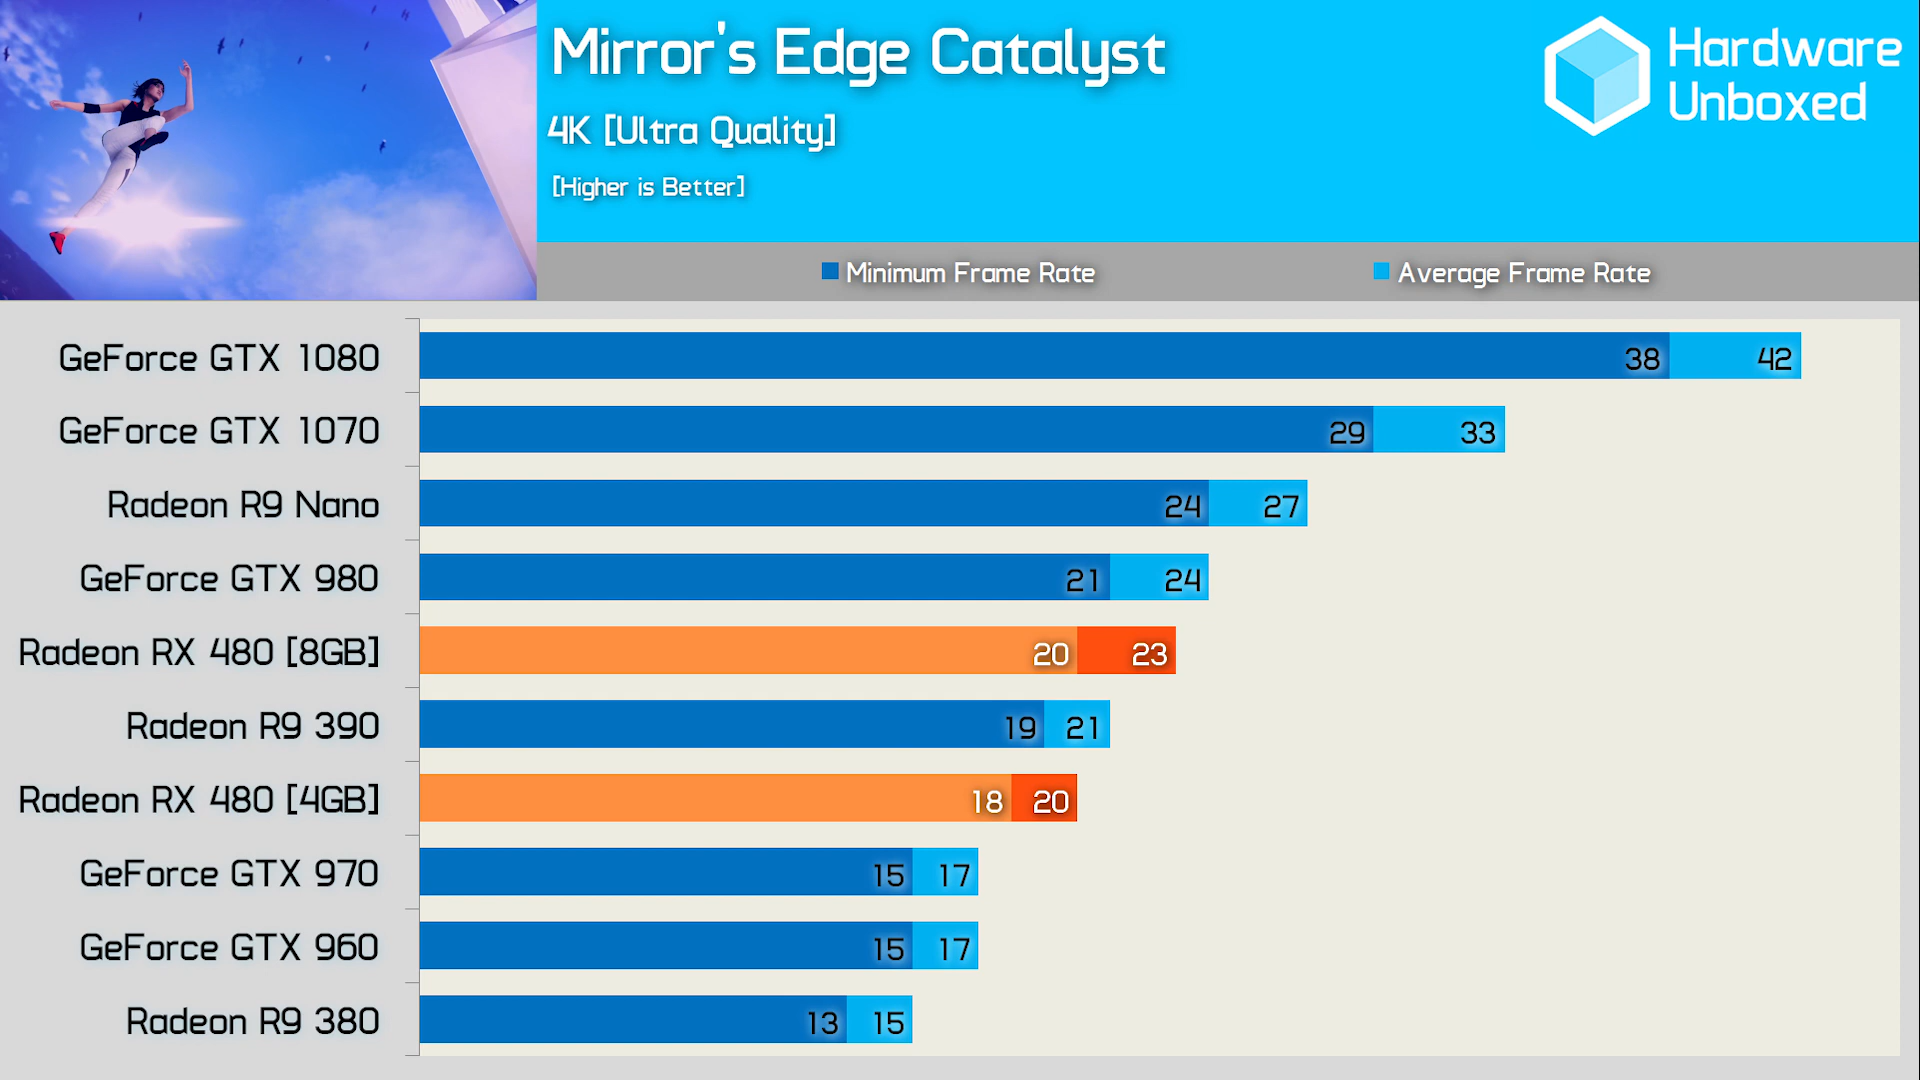 Mirror's Edge Catalyst
4K [Ultra Quality]
[Higher is Better]
Hardware
Unboxed
Minimum Frame Rate
Average Frame Rate
GeForce GTX 1080 38 42
GeForce GTX 1070 29 33
Radeon R9 Nano 24 27
GeForce GTX 980 21 24
Radeon RX 480 [8GB] 20 23
Radeon R9 390 19 21
Radeon RX 480 [4GB] 18 20
GeForce GTX 970 15 17
GeForce GTX 960 15 17
Radeon R9 380 13 15